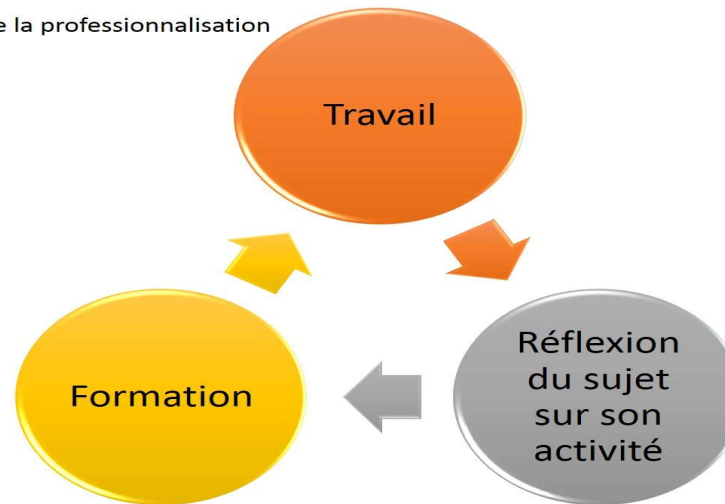 e la professionnalisation
Travail
Formation
Réflexion
du sujet
sur son
activité